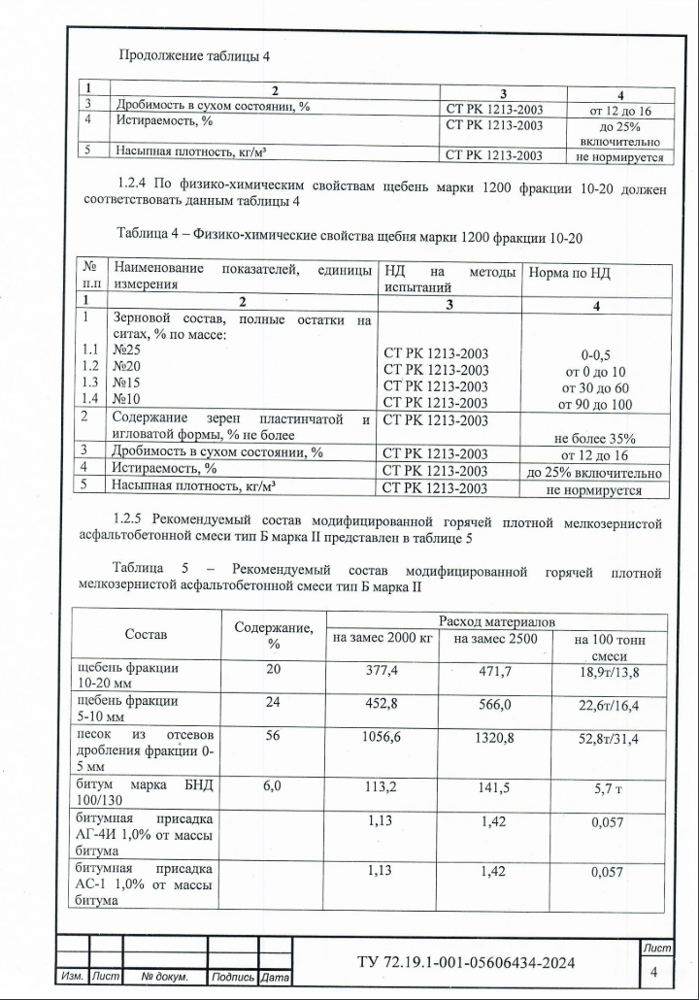 Продолжение таблицы 4
1 2 3 4
3 Дробимость в сухом состоянии, % СТ РК 1213-2003 от 12 до 16
4 Истираемость, % СТ РК 1213-2003 до 25%
включительно
5 Насыпная плотность, кг/м³ СТ РК 1213-2003 не нормируется
1.2.4 По физико-химическим свойствам щебень марки 1200 фракции 10-20 должен
соответствовать данным таблицы 4
Таблица 4 – Физико-химические свойства щебня марки 1200 фракции 10-20
№ Наименование показателей, единицы НД на методы Норма по НД
п.п измерения испытаний
1 2 3 4
1 Зерновой состав, полные остатки на
ситах, % по массе:
1.1 №25 СТ РК 1213-2003 0-0,5
1.2 №20 СТ РК 1213-2003 от 0 до 10
1.3 №15 СТ РК 1213-2003 от 30 до 60
1.4 №10 СТ РК 1213-2003 от 90 до 100
2 Содержание зерен пластинчатой и СТ РК 1213-2003
игловатой формы, % не более не более 35%
3 Дробимость в сухом состоянии, % СТ РК 1213-2003 от 12 до 16
4 Истираемость, % СТ РК 1213-2003 до 25% включительно
5 Насыпная плотность, кг/м³ СТ РК 1213-2003 не нормируется
1.2.5 Рекомендуемый состав модифицированной горячей плотной мелкозернистой
асфальтобетонной смеси тип Б марка II представлен в таблице 5
Таблица 5 – Рекомендуемый состав модифицированной горячей плотной
мелкозернистой асфальтобетонной смеси тип Б марка II
Состав Содержание, % Расход материалов
на замес 2000 кг на замес 2500 на 100 тонн
смеси
щебень фракции 20 377,4 471,7 18,9т/13,8
10-20 мм
щебень фракции 24 452,8 566,0 22,6т/16,4
5-10 мм
песок из отсевов 56 1056,6 1320,8 52,8т/31,4
дробления фракции 0-
5 мм
битум марка БНД 6,0 113,2 141,5 5,7 т
100/130
битумная присадка 1,13 1,42 0,057
АГ-4И 1,0% от массы
битума
битумная присадка 1,13 1,42 0,057
АС-1 1,0% от массы
битума
ТУ 72.19.1-001-05606434-2024
Лист
4
Изм. Лист № докум. Подпись Дата